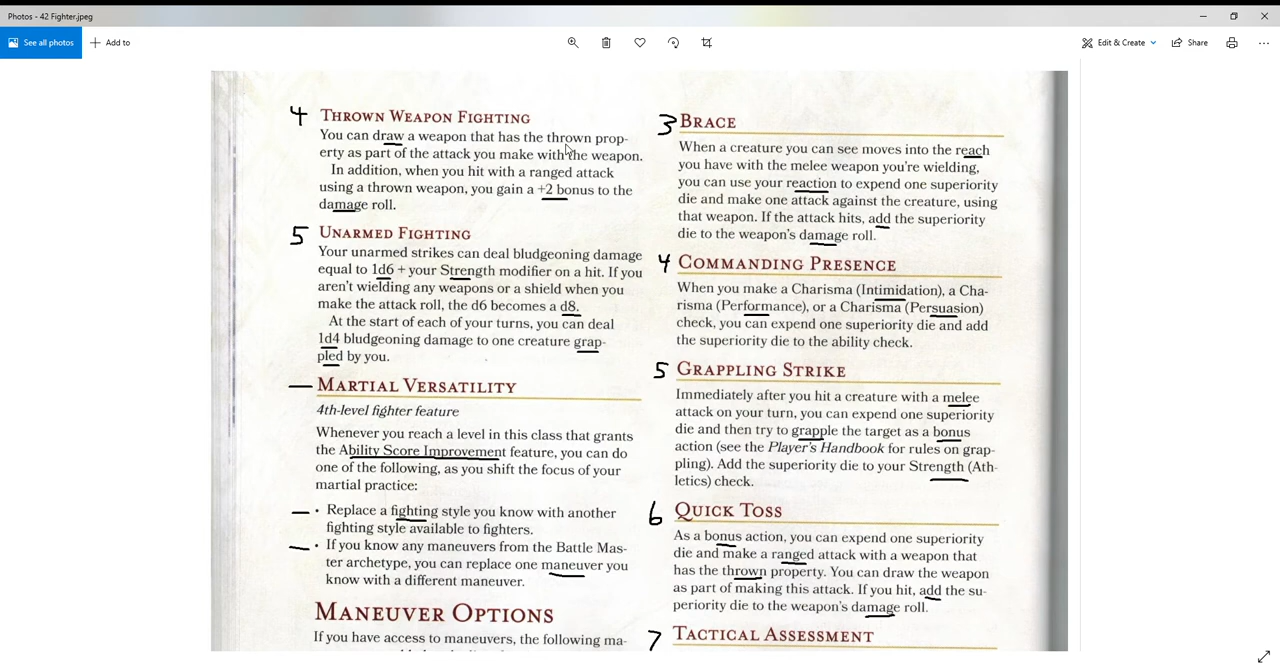 Photos - 42 Fighter.jpeg
See all photos
Add to
Edit & Create
Share
4 THROWN WEAPON FIGHTING
You can draw a weapon that has the thrown prop-
erty as part of the attack you make with the weapon.
In addition, when you hit with a ranged attack
using a thrown weapon, you gain a +2 bonus to the
damage roll.
5 UNARMED FIGHTING
Your unarmed strikes can deal bludgeoning damage
equal to 1d6 + your Strength modifier on a hit. If you
aren't wielding any weapons or a shield when you
make the attack roll, the d6 becomes a d8.
At the start of each of your turns, you can deal
1d4 bludgeoning damage to one creature grap-
pled by you.
MARTIAL VERSATILITY
4th-level fighter feature
Whenever you reach a level in this class that grants
the Ability Score Improvement feature, you can do
one of the following, as you shift the focus of your
martial practice:
• Replace a fighting style you know with another
fighting style available to fighters.
• If you know any maneuvers from the Battle Mas-
ter archetype, you can replace one maneuver you
know with a different maneuver.
MANEUVER OPTIONS
If you have access to maneuvers, the following ma-
3 BRACE
When a creature you can see moves into the reach
you have with the melee weapon you're wielding,
you can use your reaction to expend one superiority
die and make one attack against the creature, using
that weapon. If the attack hits, add the superiority
die to the weapon's damage roll.
4 COMMANDING PRESENCE
When you make a Charisma (Intimidation), a Cha-
risma (Performance), or a Charisma (Persuasion)
check, you can expend one superiority die and add
the superiority die to the ability check.
5 GRAPPLING STRIKE
Immediately after you hit a creature with a melee
attack on your turn, you can expend one superiority
die and then try to grapple the target as a bonus
action (see the Player's Handbook for rules on grap-
pling). Add the superiority die to your Strength (Ath-
letics) check.
6 QUICK TOSS
As a bonus action, you can expend one superiority
die and make a ranged attack with a weapon that
has the thrown property. You can draw the weapon
as part of making this attack. If you hit, add the su-
periority die to the weapon's damage roll.
7 TACTICAL ASSESSMENT